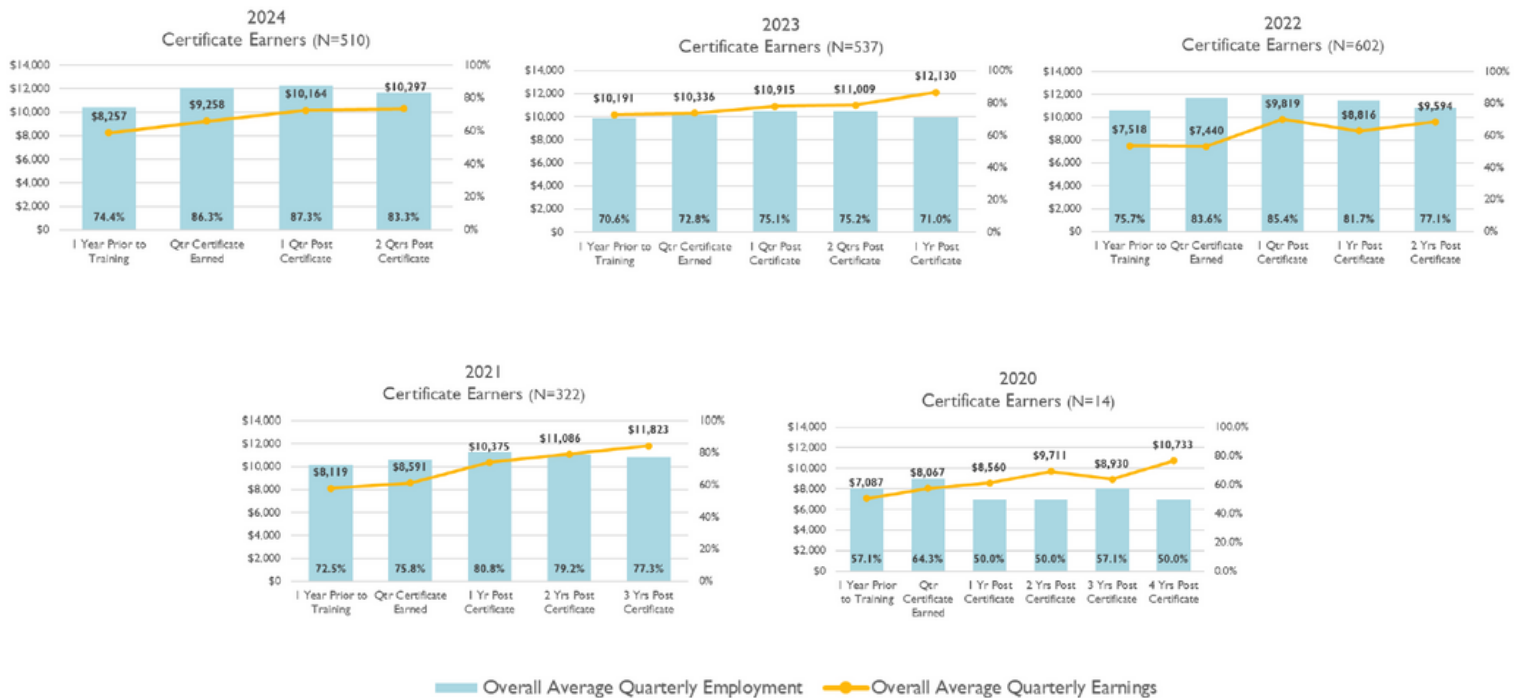 2024
Certificate Earners (N=510)
$14,000
$12,000
$10,000
$8,000
$6,000
$4,000
$2,000
$0
100%
80%
60%
40%
20%
0%
$8,257
$9,258
$10,164
$10,297
74.4%
86.3%
87.3%
83.3%
1 Year Prior to
Training
Qtr Certificate
Earned
1 Qtr Post
Certificate
2 Qtrs Post
Certificate
2023
Certificate Earners (N=537)
$14,000
$12,000
$10,000
$8,000
$6,000
$4,000
$2,000
$0
100%
80%
60%
40%
20%
0%
$10,191
$10,336
$10,915
$11,009
$12,130
70.6%
72.8%
75.1%
75.2%
71.0%
1 Year Prior to
Training
Qtr Certificate
Earned
1 Qtr Post
Certificate
2 Qtrs Post
Certificate
1 Yr Post
Certificate
2022
Certificate Earners (N=602)
$14,000
$12,000
$10,000
$8,000
$6,000
$4,000
$2,000
$0
100%
80%
60%
40%
20%
0%
$7,518
$7,440
$9,819
$8,816
$9,594
75.7%
83.6%
85.4%
81.7%
77.1%
1 Year Prior to
Training
Qtr Certificate
Earned
1 Qtr Post
Certificate
1 Yr Post
Certificate
2 Yrs Post
Certificate
2021
Certificate Earners (N=322)
$14,000
$12,000
$10,000
$8,000
$6,000
$4,000
$2,000
$0
100%
80%
60%
40%
20%
0%
$8,119
$8,591
$10,375
$11,086
$11,823
72.5%
75.8%
80.8%
79.2%
77.3%
1 Year Prior to
Training
Qtr Certificate
Earned
1 Yr Post
Certificate
2 Yrs Post
Certificate
3 Yrs Post
Certificate
2020
Certificate Earners (N=14)
$14,000
$12,000
$10,000
$8,000
$6,000
$4,000
$2,000
$0
100.0%
80.0%
60.0%
40.0%
20.0%
0.0%
$7,087
$8,067
$8,560
$9,711
$8,930
$10,733
57.1%
64.3%
50.0%
50.0%
57.1%
50.0%
1 Year Prior
to Training
Qtr
Certificate
Earned
1 Yr Post
Certificate
2 Yrs Post
Certificate
3 Yrs Post
Certificate
4 Yrs Post
Certificate
Overall Average Quarterly Employment
Overall Average Quarterly Earnings